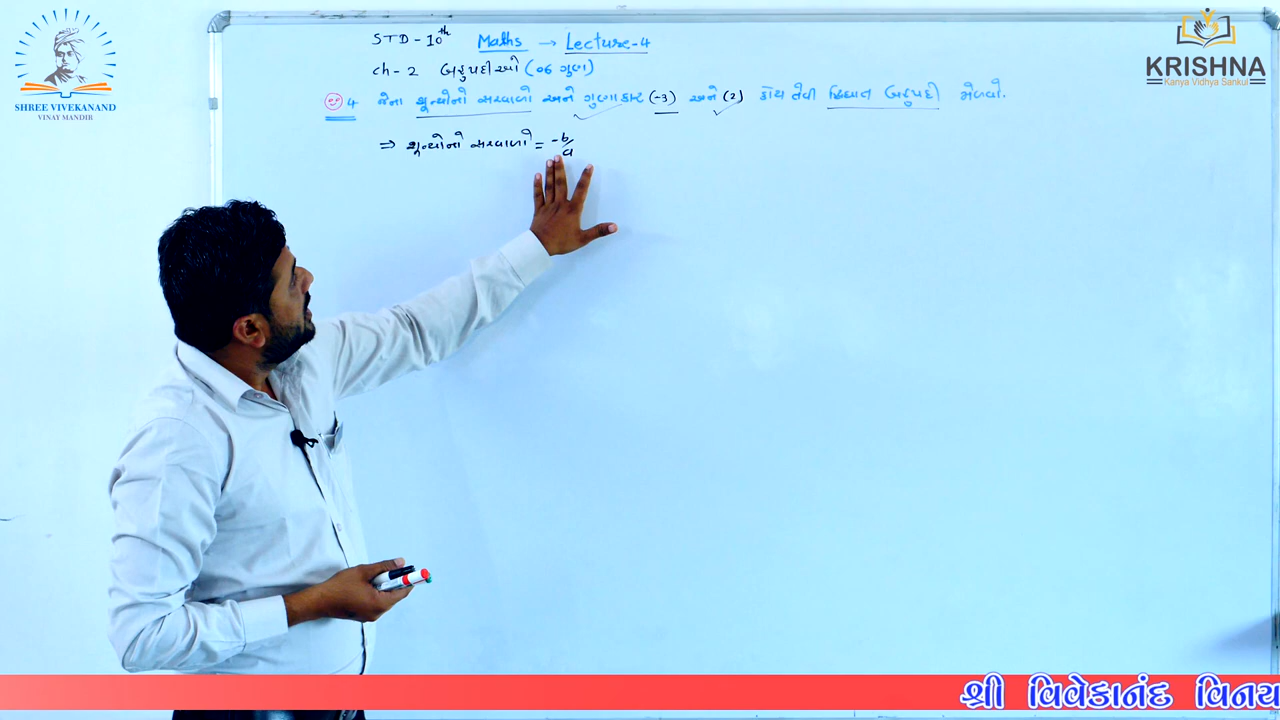 SHREE VIVEKANAND
VINAY MANDIR
KRISHNA
Kanya Vidhya Sankul
STD - 10th Maths → Lecture-4
ch - 2 બહુપદીઓ (06 ગુણ)
4 જેના શૂન્યોનો સરવાળો અને ગુણાકાર (-3) અને (2) હોય તેવી દ્વિઘાત બહુપદી મેળવો.
⇒ શૂન્યોનો સરવાળો = -b/a
શ્રી વિવેકાનંદ વિનય